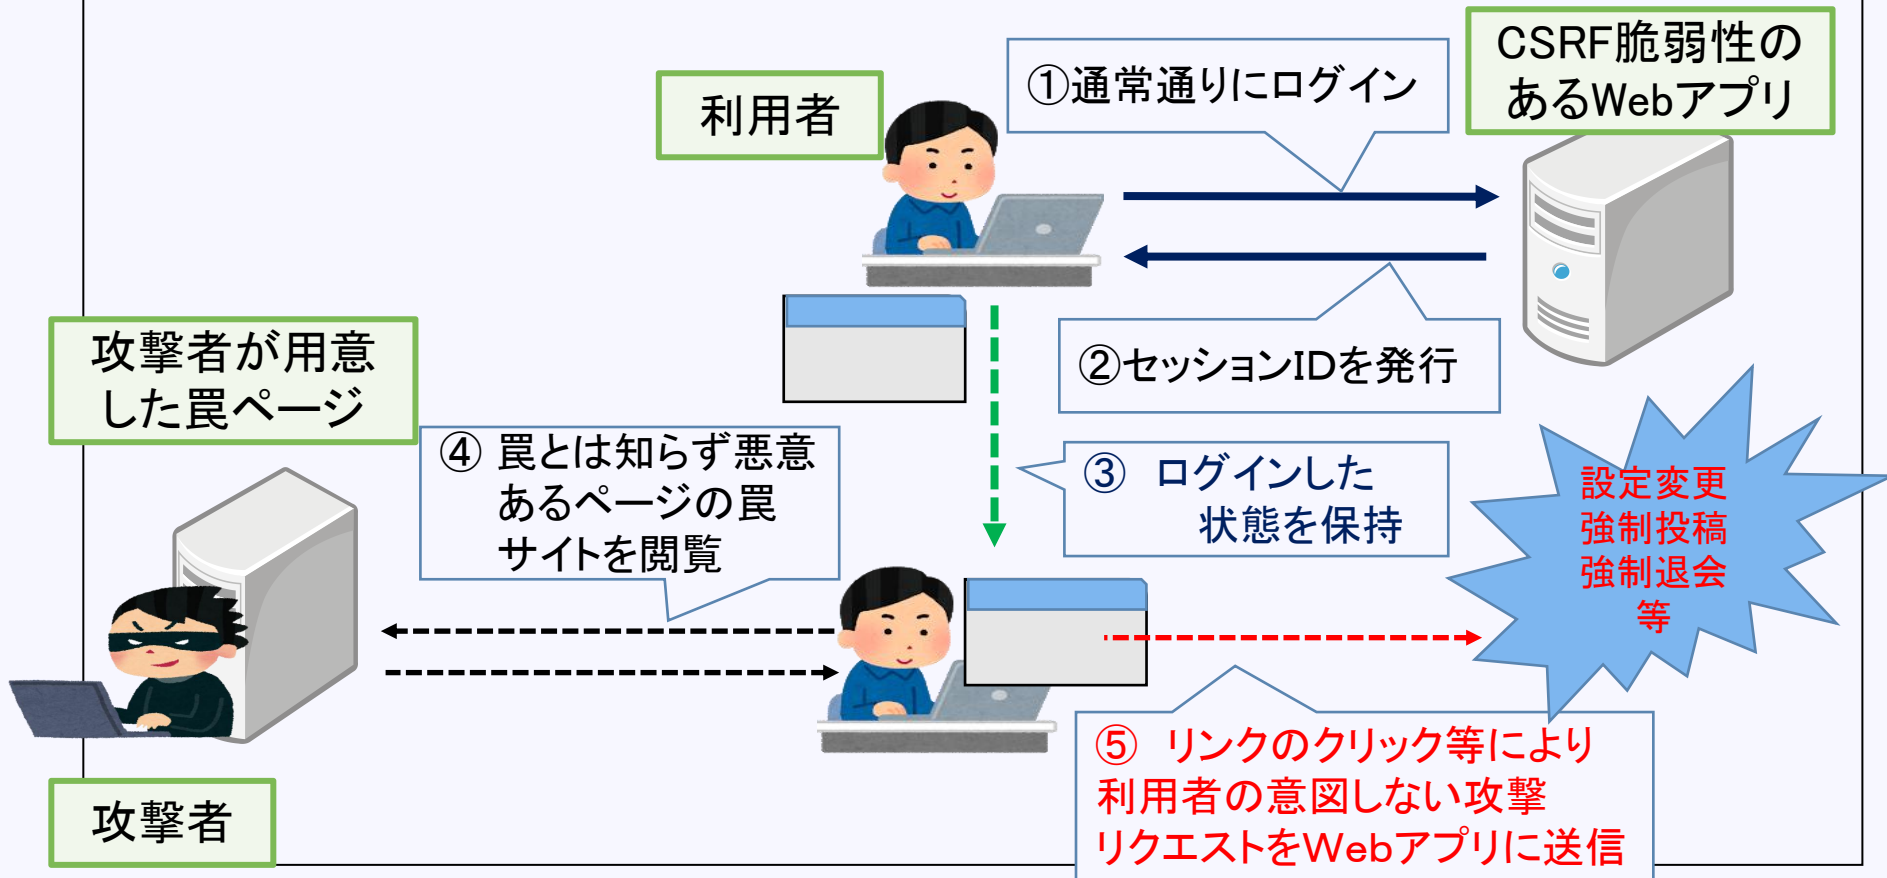 CSRF脆弱性の
あるWebアプリ
利用者
①通常通りにログイン
②セッションIDを発行
攻撃者が用意
した罠ページ
③ ログインした
状態を保持
④ 罠とは知らず悪意
あるページの罠
サイトを閲覧
設定変更
強制投稿
強制退会
等
⑤ リンクのクリック等により
利用者の意図しない攻撃
リクエストをWebアプリに送信
攻撃者